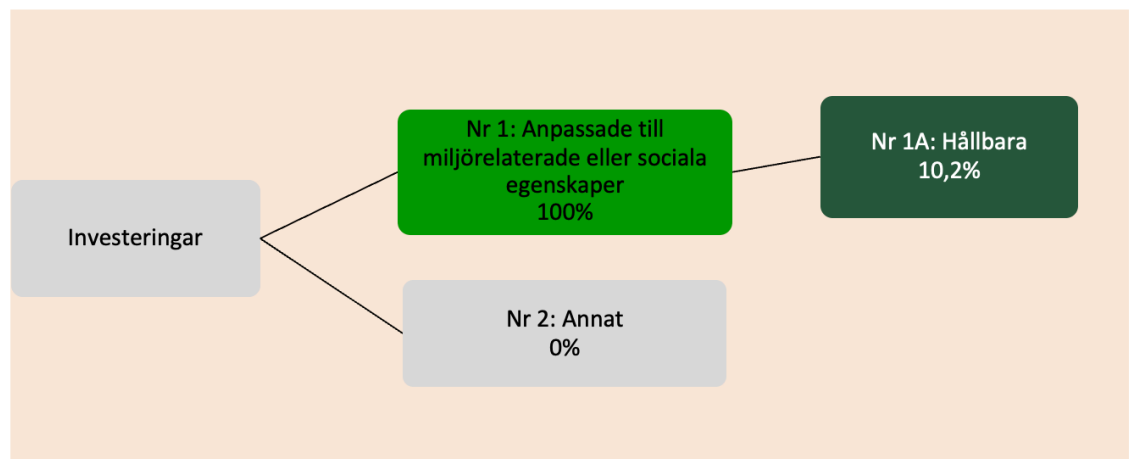 Investeringar
Nr 1: Anpassade till
miljörelaterade eller sociala
egenskaper
100%
Nr 1A: Hållbara
10,2%
Nr 2: Annat
0%